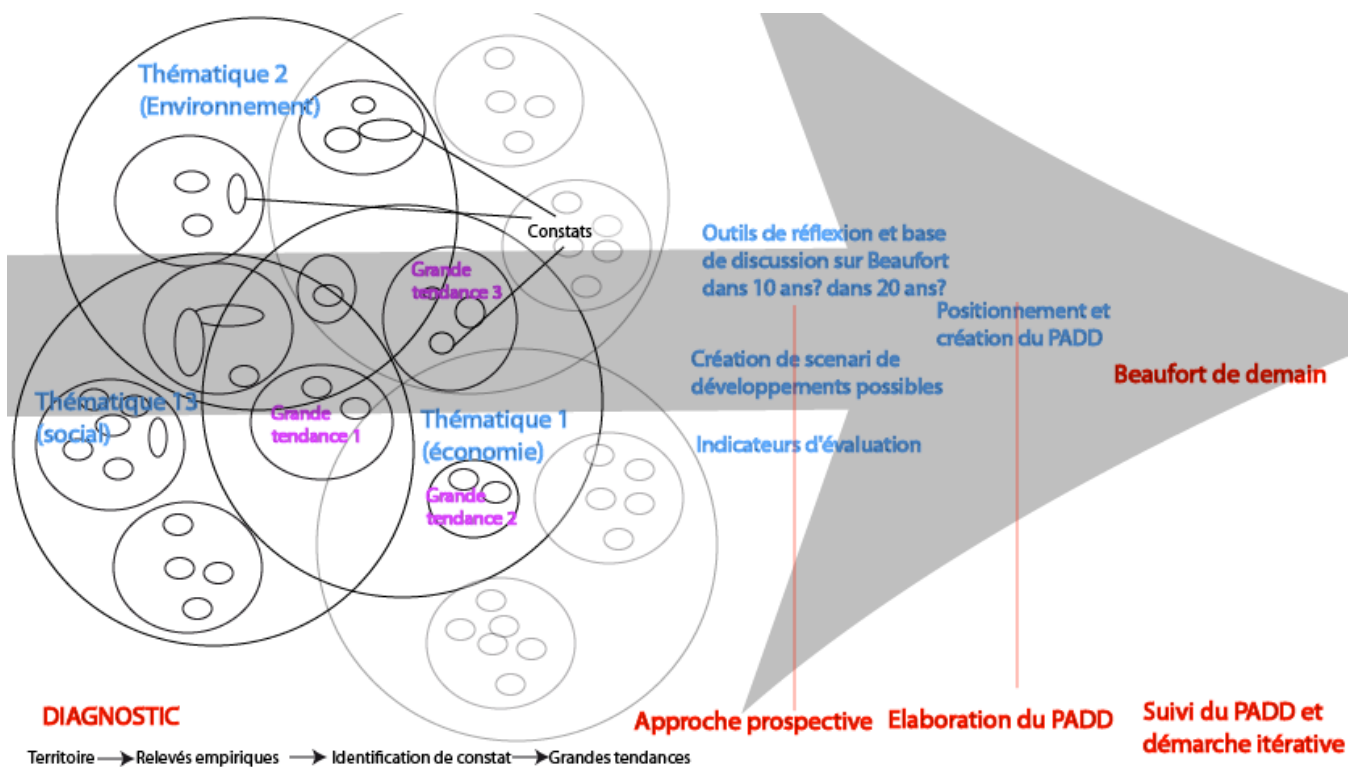 Thématique 2
(Environnement)
Constats
Grande
tendance 3
Thématique 13
(social)
Grande
tendance 1
Thématique 1
(économie)
Grande
tendance 2
Outils de réflexion et base
de discussion sur Beaufort
dans 10 ans? dans 20 ans?
Création de scenari de
développements possibles
Indicateurs d'évaluation
Positionnement et
création du PADD
Beaufort de demain
DIAGNOSTIC
Approche prospective
Elaboration du PADD
Suivi du PADD et
démarche itérative
Territoire Relevés empiriques Identification de constat Grandes tendances